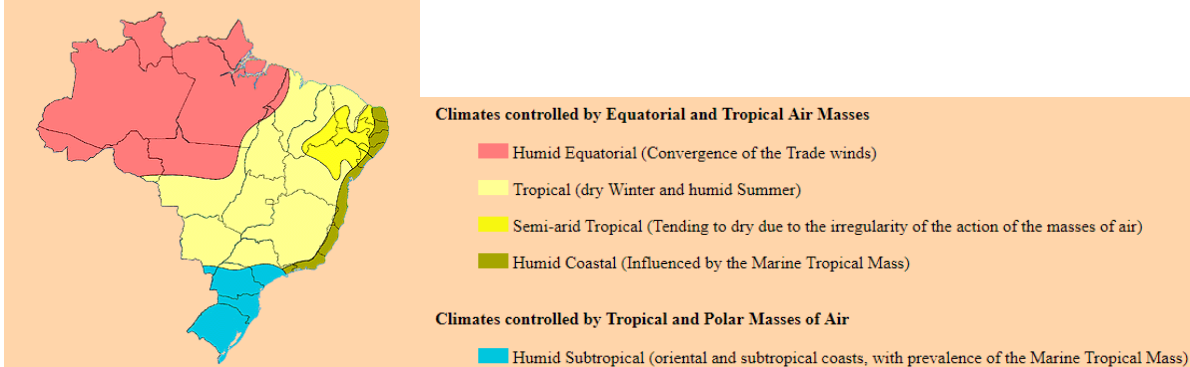 Climates controlled by Equatorial and Tropical Air Masses
Humid Equatorial (Convergence of the Trade winds)
Tropical (dry Winter and humid Summer)
Semi-arid Tropical (Tending to dry due to the irregularity of the action of the masses of air)
Humid Coastal (Influenced by the Marine Tropical Mass)
Climates controlled by Tropical and Polar Masses of Air
Humid Subtropical (oriental and subtropical coasts, with prevalence of the Marine Tropical Mass)